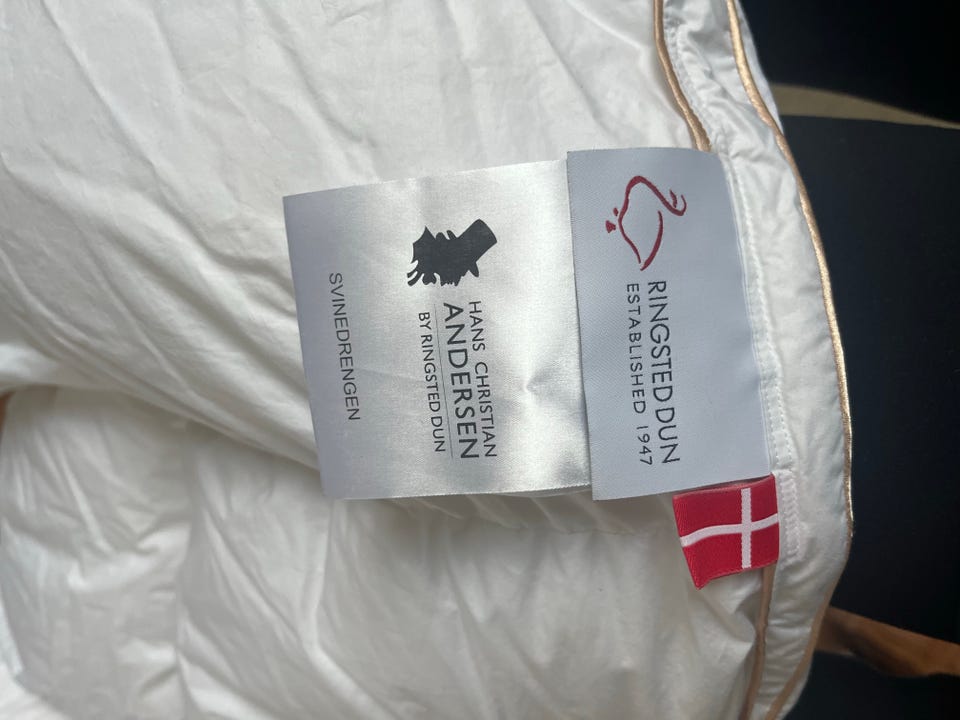 RINGSTED DUN
ESTABLISHED 1947
HANS CHRISTIAN
ANDERSEN
BY RINGSTED DUN
SVINEDRENGEN